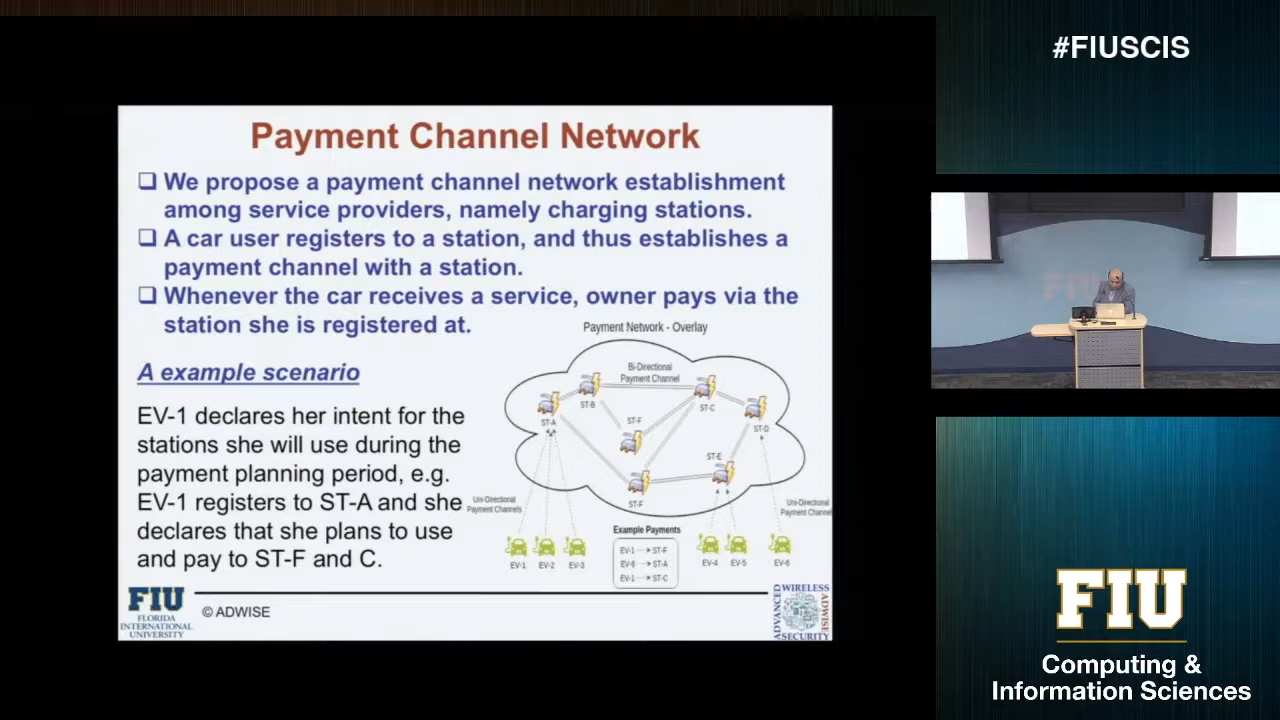 #FIUSCIS
Payment Channel Network
❑ We propose a payment channel network establishment
among service providers, namely charging stations.
❑ A car user registers to a station, and thus establishes a
payment channel with a station.
❑ Whenever the car receives a service, owner pays via the
station she is registered at.
A example scenario
EV-1 declares her intent for the
stations she will use during the
payment planning period, e.g.
EV-1 registers to ST-A and she
declares that she plans to use
and pay to ST-F and C.
Payment Network - Overlay
Bi-Directional
Payment Channel
ST-A
ST-B
ST-C
ST-F
ST-D
ST-E
ST-F
Uni-Directional
Payment Channels
Uni-Directional
Payment Channel
Example Payments
EV-1 ➝ ST-F
EV-6 ➝ ST-A
EV-1 ➝ ST-C
EV-1
EV-2
EV-3
EV-4
EV-5
EV-6
FIU
FLORIDA
INTERNATIONAL
UNIVERSITY
© ADWISE
ADVANCED
WIRELESS
ADWISE
SECURITY
FIU
FIU
Computing &
Information Sciences